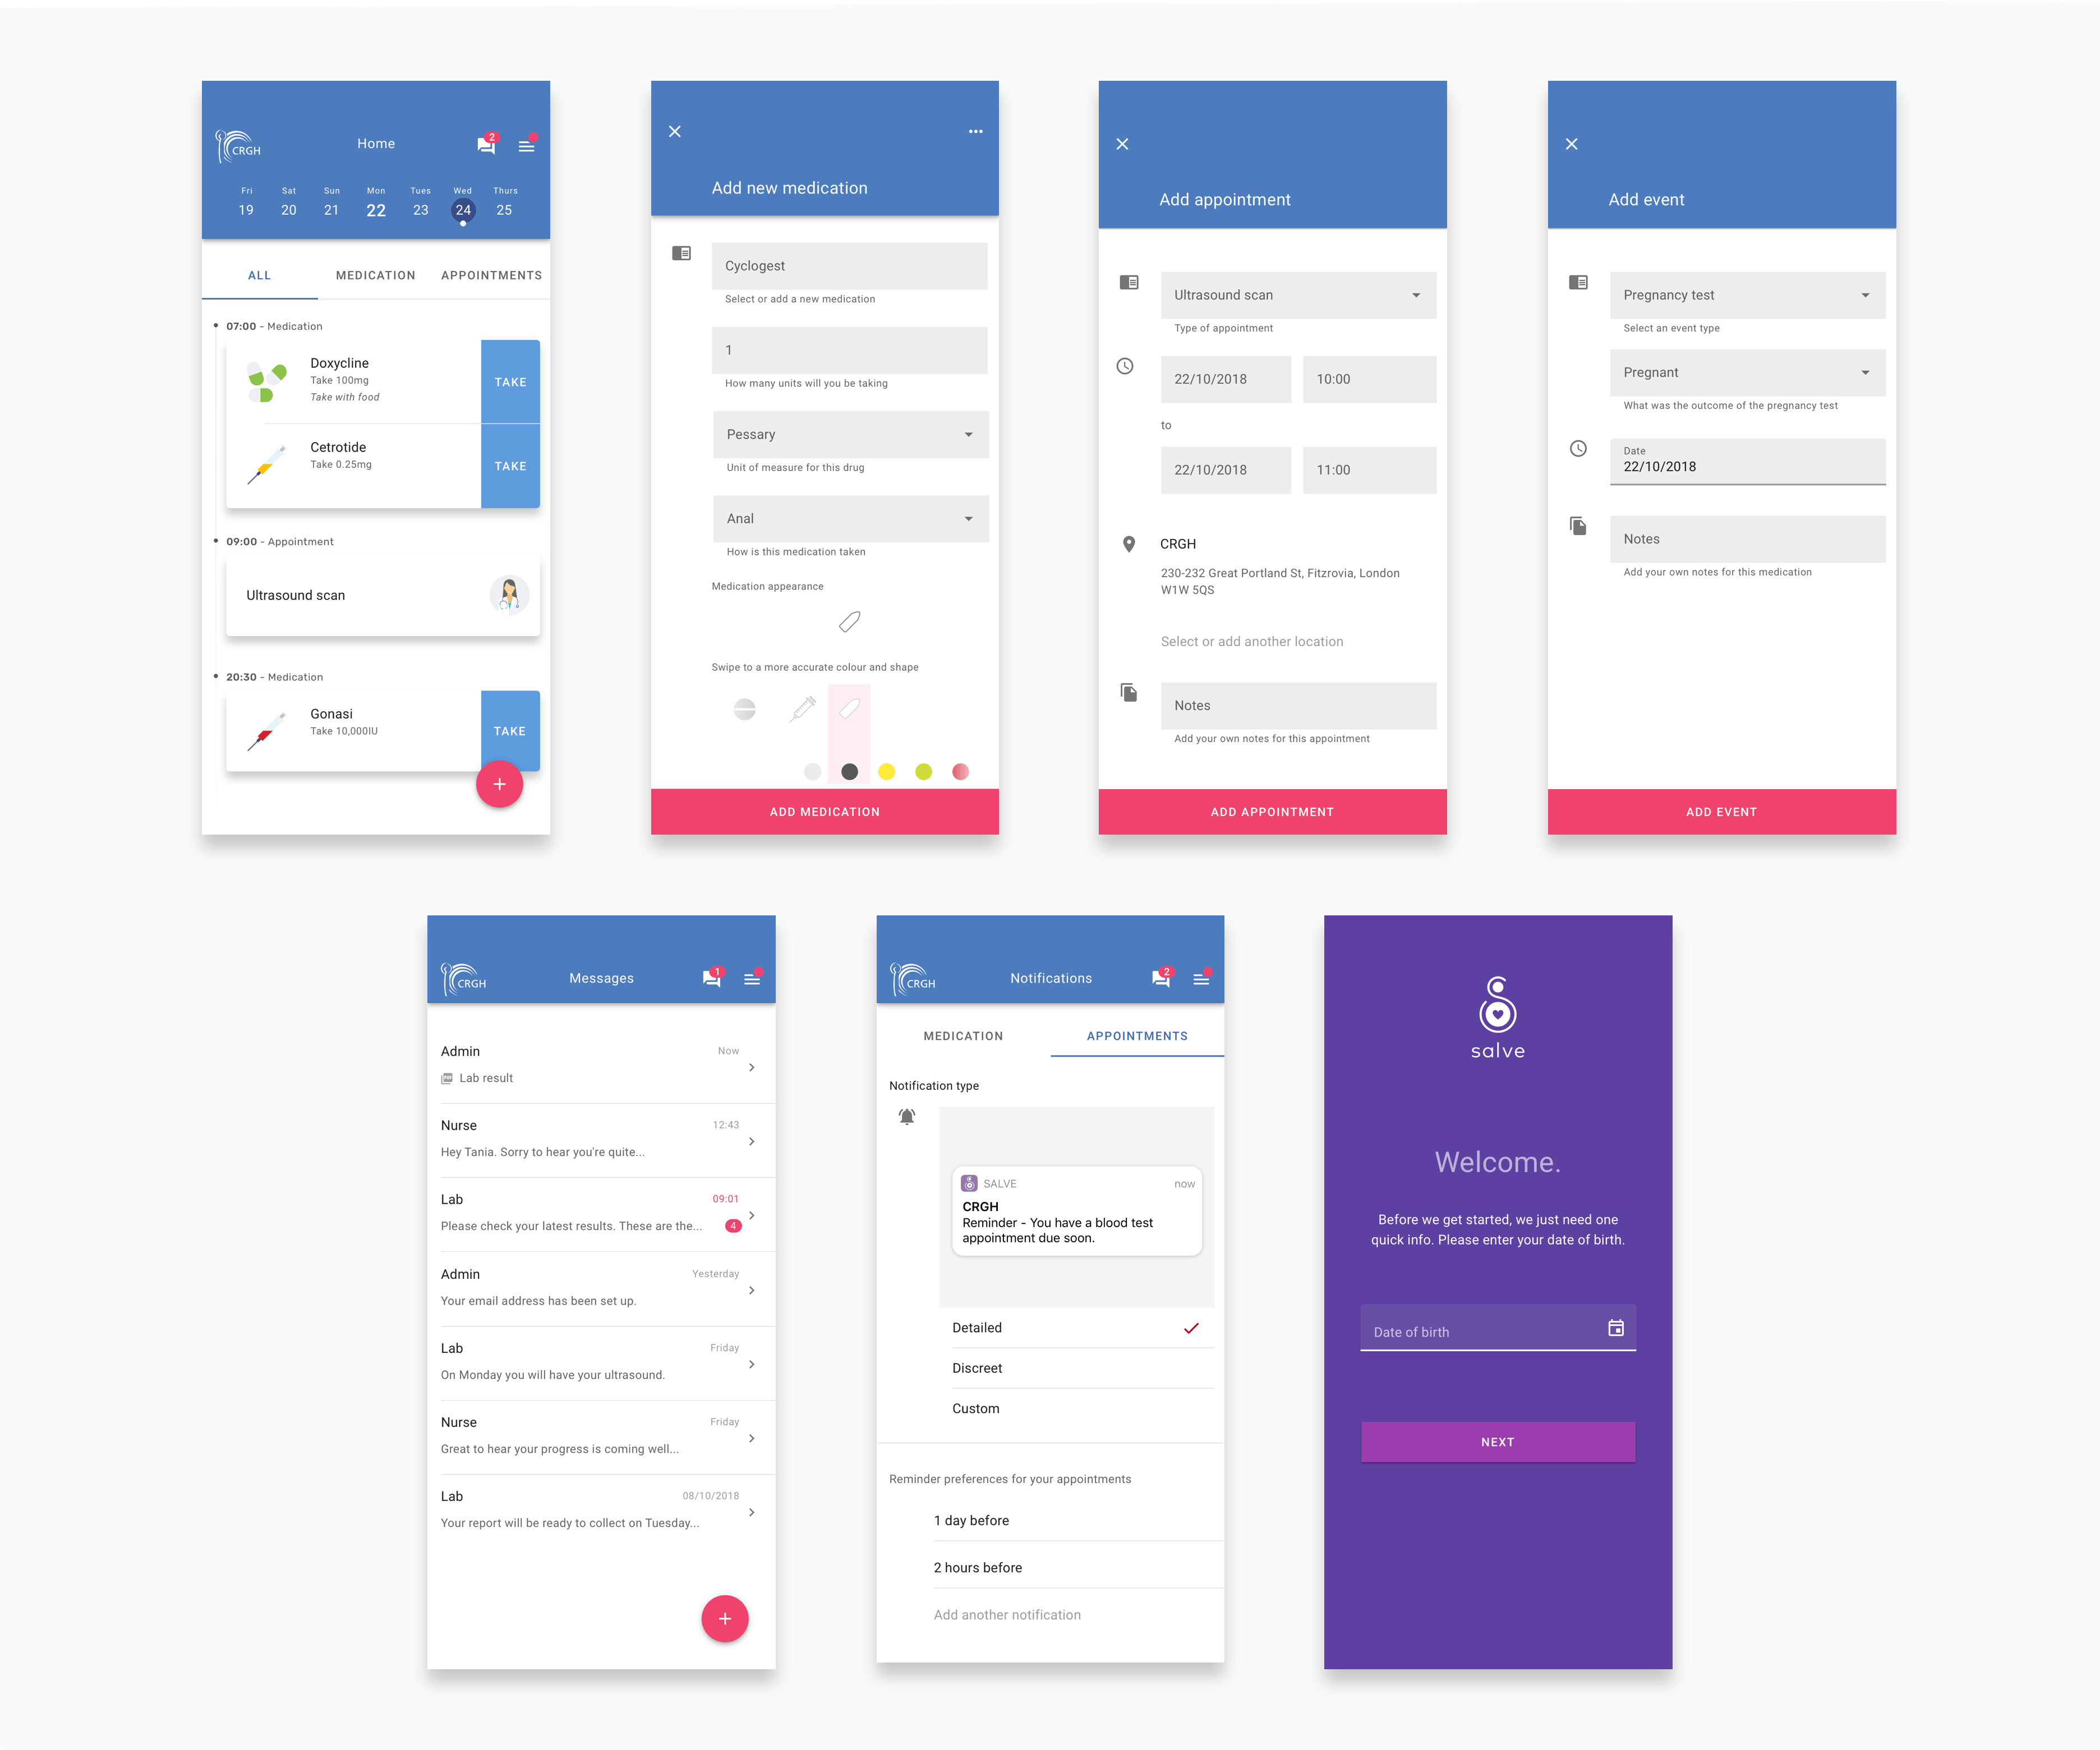 CRGH
Home
2
Fri Sat Sun Mon Tues Wed Thurs
19 20 21 22 23 24 25
ALL MEDICATION APPOINTMENTS
07:00 - Medication
Doxycline
Take 100mg
Take with food
TAKE
Cetrotide
Take 0.25mg
TAKE
09:00 - Appointment
Ultrasound scan
20:30 - Medication
Gonasi
Take 10,000IU
TAKE
Add new medication
Cyclogest
Select or add a new medication
1
How many units will you be taking
Pessary
Unit of measure for this drug
Anal
How is this medication taken
Medication appearance
Swipe to a more accurate colour and shape
ADD MEDICATION
Add appointment
Ultrasound scan
Type of appointment
22/10/2018 10:00
to
22/10/2018 11:00
CRGH
230-232 Great Portland St, Fitzrovia, London
W1W 5QS
Select or add another location
Notes
Add your own notes for this appointment
ADD APPOINTMENT
Add event
Pregnancy test
Select an event type
Pregnant
What was the outcome of the pregnancy test
Date
22/10/2018
Notes
Add your own notes for this medication
ADD EVENT
CRGH
Messages
1
Admin Now
Lab result
Nurse 12:43
Hey Tania. Sorry to hear you're quite...
Lab 09:01
Please check your latest results. These are the... 4
Admin Yesterday
Your email address has been set up.
Lab Friday
On Monday you will have your ultrasound.
Nurse Friday
Great to hear your progress is coming well...
Lab 08/10/2018
Your report will be ready to collect on Tuesday...
CRGH
Notifications
2
MEDICATION APPOINTMENTS
Notification type
SALVE now
CRGH
Reminder - You have a blood test
appointment due soon.
Detailed
Discreet
Custom
Reminder preferences for your appointments
1 day before
2 hours before
Add another notification
salve
Welcome.
Before we get started, we just need one
quick info. Please enter your date of birth.
Date of birth
NEXT